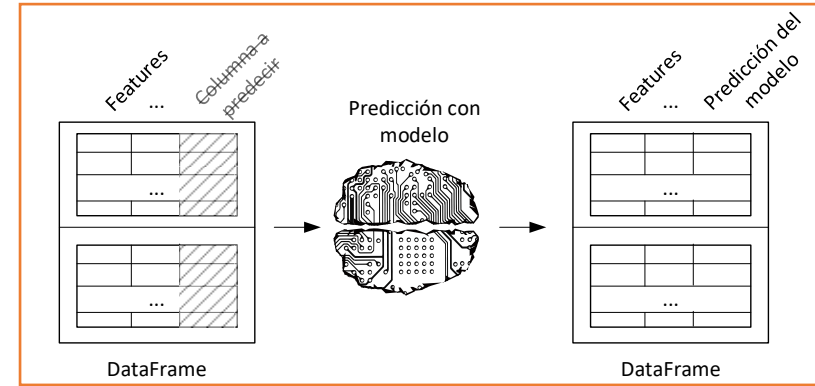 Features
...
Columna a
predecir
Predicción con
modelo
Features
...
Predicción del
modelo
...
...
...
...
DataFrame
DataFrame